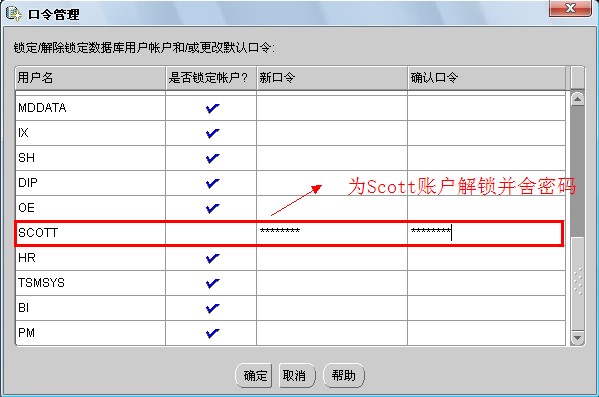 口令管理
锁定/解除锁定数据库用户帐户和/或更改默认口令:
用户名 是否锁定帐户? 新口令 确认口令
MDDATA
IX
SH
DIP
为Scott账户解锁并舍密码
OE
SCOTT ******** ********
HR
TSMSYS
BI
PM
确定 取消 帮助